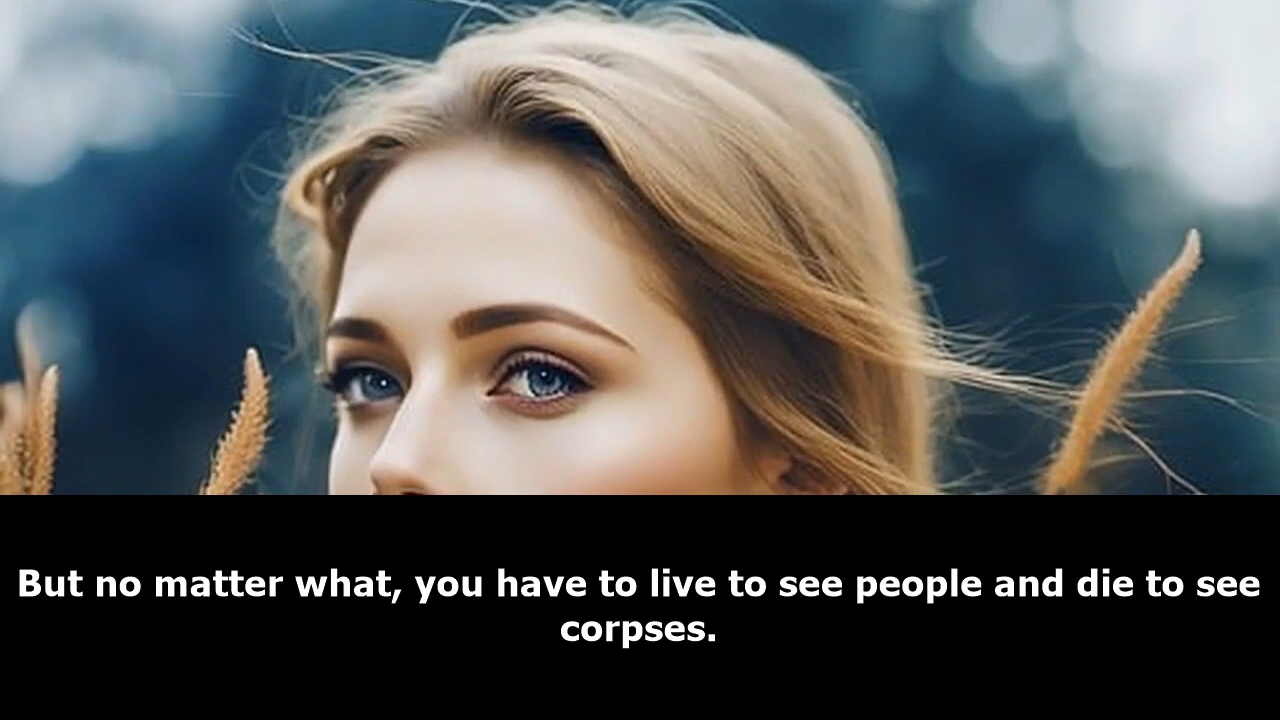 But no matter what, you have to live to see people and die to see
corpses.